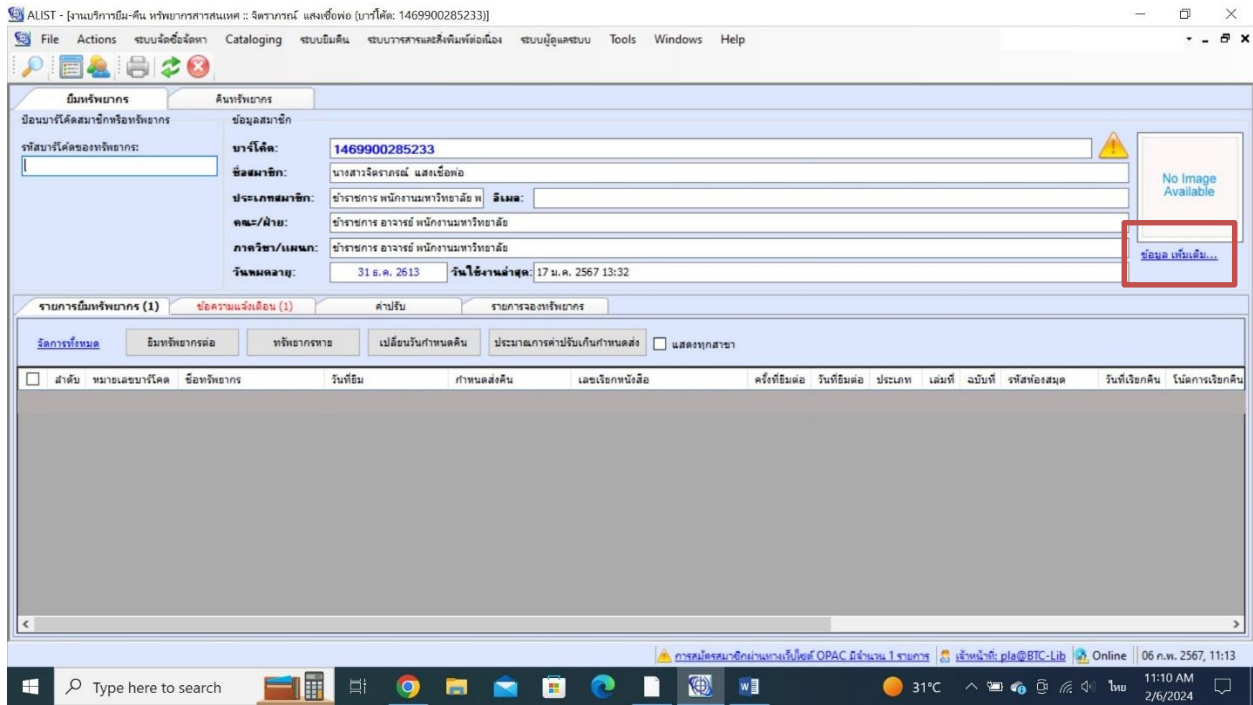 ALIST - [งานบริการยืม-คืน ทรัพยากรสารสนเทศ :: จิตราภรณ์ แสงเชื้อพ่อ (บาร์โค้ด: 1469900285233)]
File Actions ระบบจัดซื้อจัดหา Cataloging ระบบยืมคืน ระบบวารสารและสิ่งพิมพ์ต่อเนื่อง ระบบผู้ดูแลระบบ Tools Windows Help
ยืมทรัพยากร คืนทรัพยากร
ป้อนบาร์โค้ดสมาชิกหรือทรัพยากร ข้อมูลสมาชิก
รหัสบาร์โค้ดของทรัพยากร: บาร์โค้ด: 1469900285233
ชื่อสมาชิก: นางสาวจิตราภรณ์ แสงเชื้อพ่อ
No Image
Available
ประเภทสมาชิก: ข้าราชการ พนักงานมหาวิทยาลัย พ อีเมล:
คณะ/ฝ่าย: ข้าราชการ อาจารย์ พนักงานมหาวิทยาลัย
ภาควิชา/แผนก: ข้าราชการ อาจารย์ พนักงานมหาวิทยาลัย
ข้อมูล เพิ่มเติม...
วันหมดอายุ: 31 ธ.ค. 2613 วันใช้งานล่าสุด: 17 ม.ค. 2567 13:32
รายการยืมทรัพยากร (1) ข้อความแจ้งเตือน (1) ค่าปรับ รายการจองทรัพยากร
จัดการทั้งหมด ยืมทรัพยากรต่อ ทรัพยากรหาย เปลี่ยนวันกำหนดคืน ประมาณการค่าปรับเกินกำหนดส่ง แสดงทุกสาขา
ลำดับ หมายเลขบาร์โคด ชื่อทรัพยากร วันที่ยืม กำหนดส่งคืน เลขเรียกหนังสือ ครั้งที่ยืมต่อ วันที่ยืมต่อ ประเภท เล่มที่ ฉบับที่ รหัสห้องสมุด วันที่เรียกคืน โน้ตการเรียกคืน
การสมัครสมาชิกผ่านทางเว็บไซต์ OPAC มีจำนวน 1 รายการ เจ้าหน้าที่: pla@BTC-Lib Online 06 ก.พ. 2567, 11:13
Type here to search 31°C ไทย 11:10 AM
2/6/2024